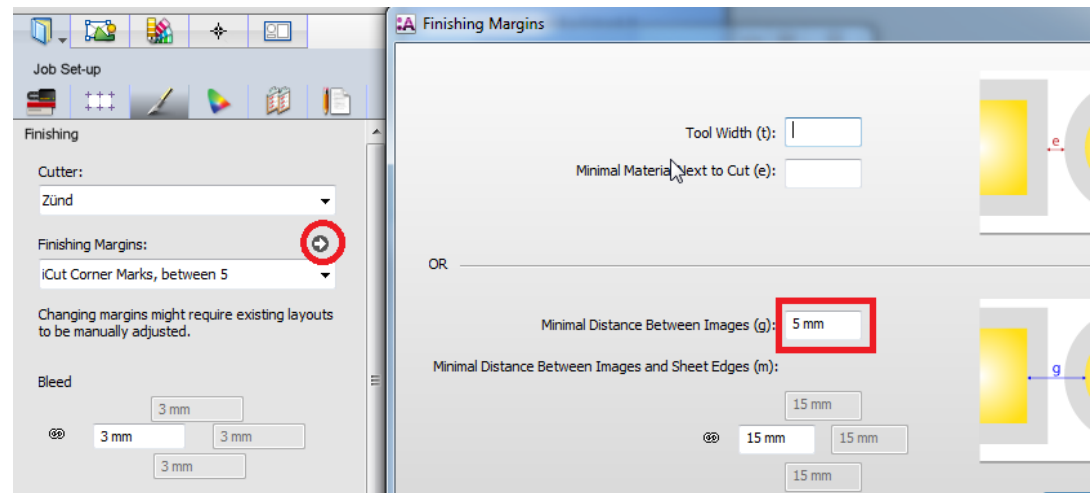 :A Finishing Margins
Job Set-up
Finishing
Cutter:
Zünd
Finishing Margins:
iCut Corner Marks, between 5
Changing margins might require existing layouts
to be manually adjusted.
Bleed
3 mm
3 mm
3 mm
3 mm
Tool Width (t):
Minimal Material Next to Cut (e):
e
OR
Minimal Distance Between Images (g): 5 mm
g
Minimal Distance Between Images and Sheet Edges (m):
15 mm
15 mm
15 mm
15 mm